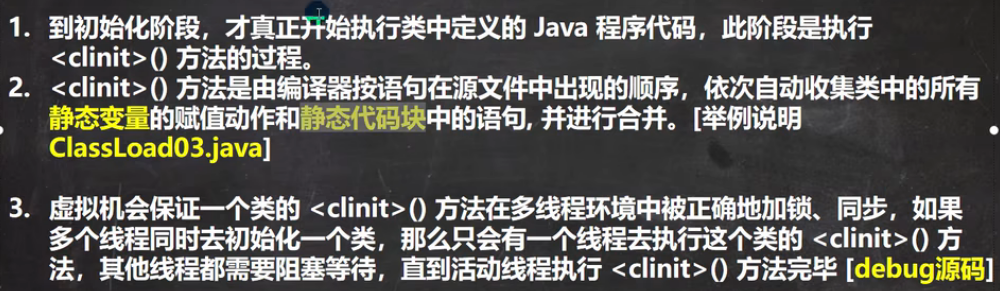 1. 到初始化阶段，才真正开始执行类中定义的 Java 程序代码，此阶段是执行
<clinit>() 方法的过程。
2. <clinit>() 方法是由编译器按语句在源文件中出现的顺序，依次自动收集类中的所有
静态变量的赋值动作和静态代码块中的语句, 并进行合并。[举例说明
ClassLoad03.java]
3. 虚拟机会保证一个类的 <clinit>() 方法在多线程环境中被正确地加锁、同步，如果
多个线程同时去初始化一个类，那么只会有一个线程去执行这个类的 <clinit>() 方
法，其他线程都需要阻塞等待，直到活动线程执行 <clinit>() 方法完毕 [debug源码]